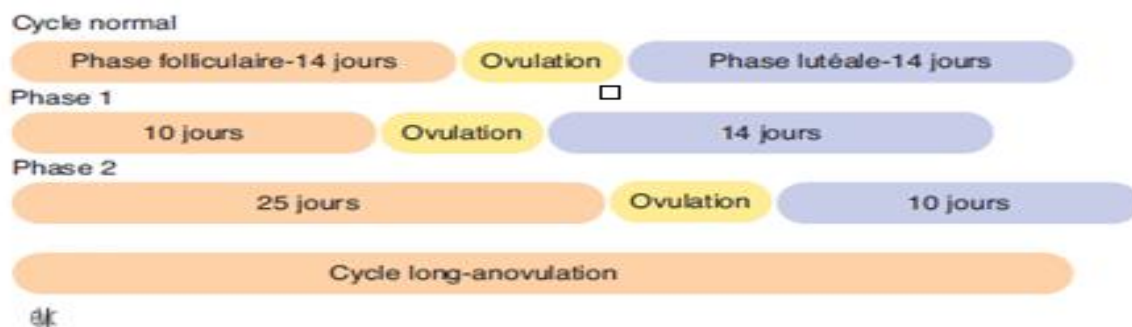 Cycle normal
Phase folliculaire-14 jours Ovulation Phase lutéale-14 jours
Phase 1
10 jours Ovulation 14 jours
Phase 2
25 jours Ovulation 10 jours
Cycle long-anovulation